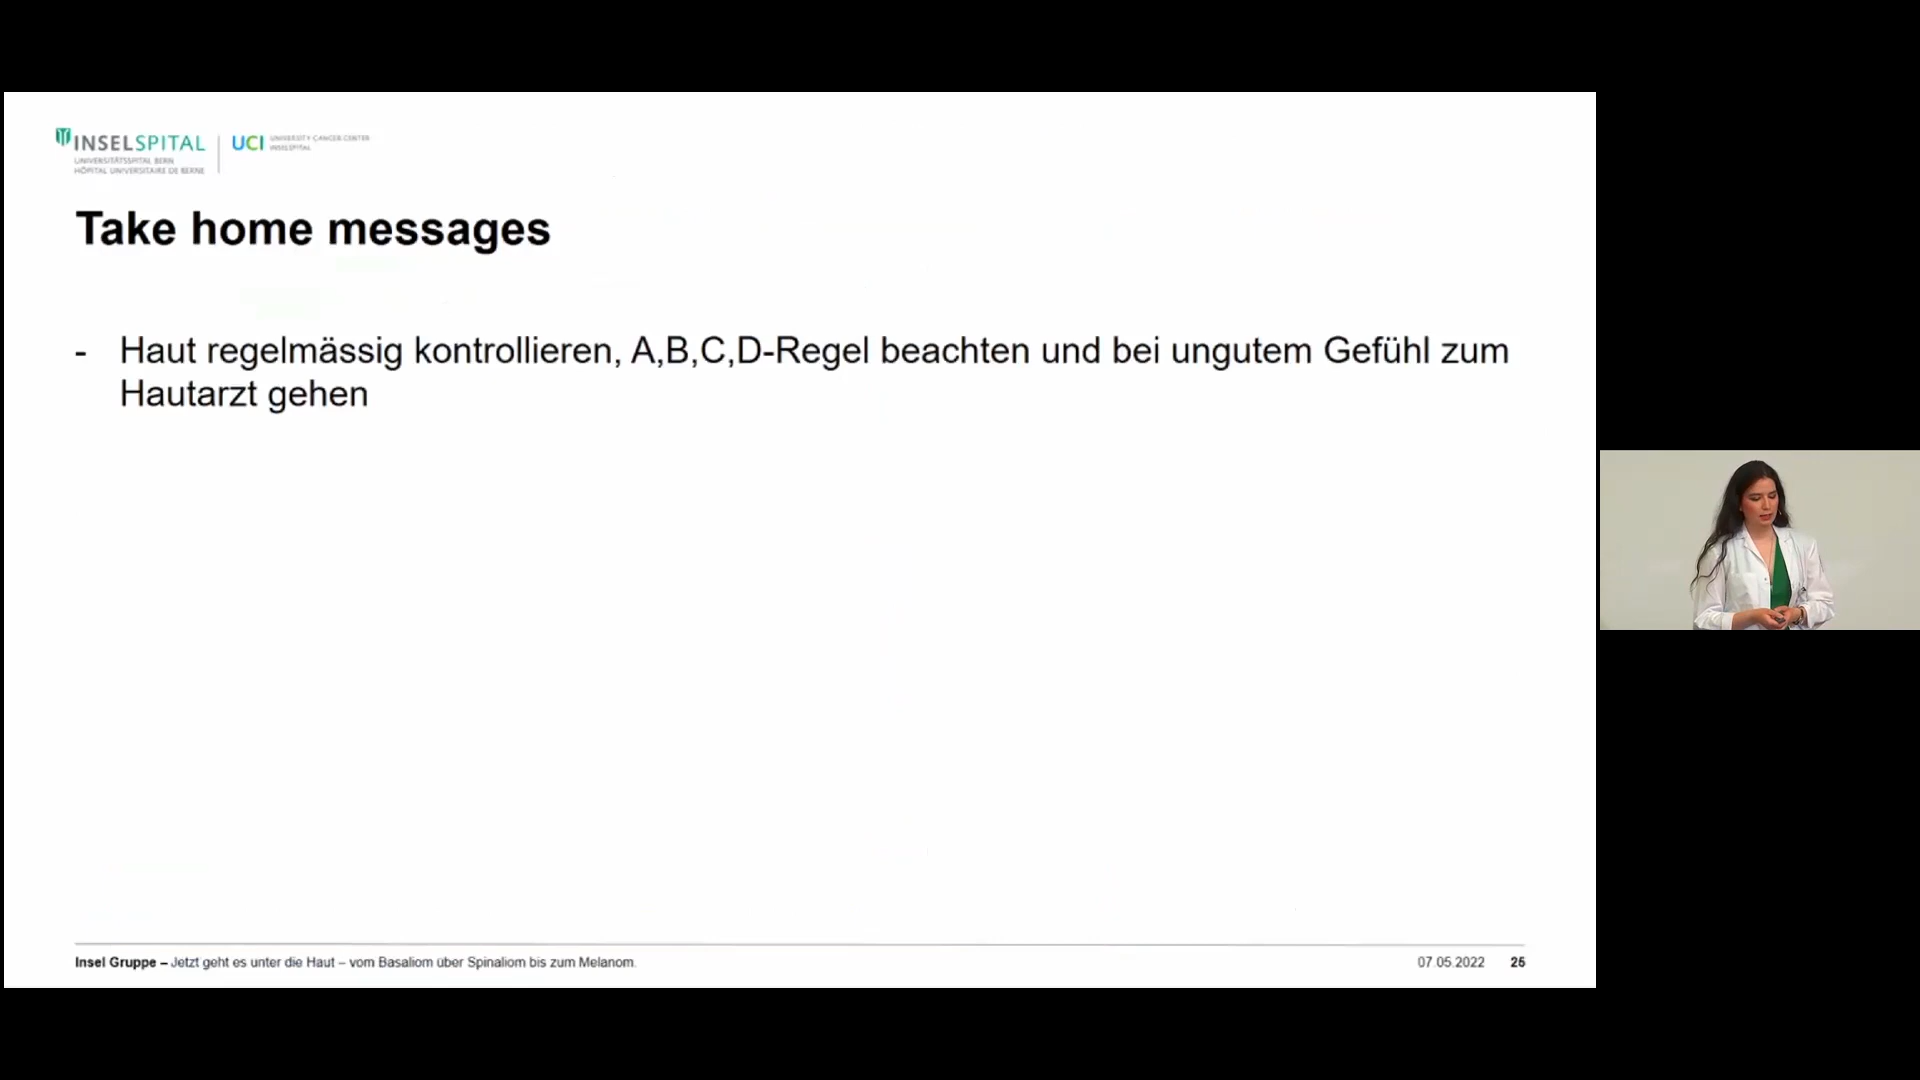 INSELSPITAL
UNIVERSITÄTSSPITAL BERN
HÔPITAL UNIVERSITAIRE DE BERNE
UCI UNIVERSITY CANCER CENTER
INSELSPITAL
Take home messages
- Haut regelmässig kontrollieren, A,B,C,D-Regel beachten und bei ungutem Gefühl zum
Hautarzt gehen
Insel Gruppe – Jetzt geht es unter die Haut – vom Basaliom über Spinaliom bis zum Melanom.
07.05.2022 25